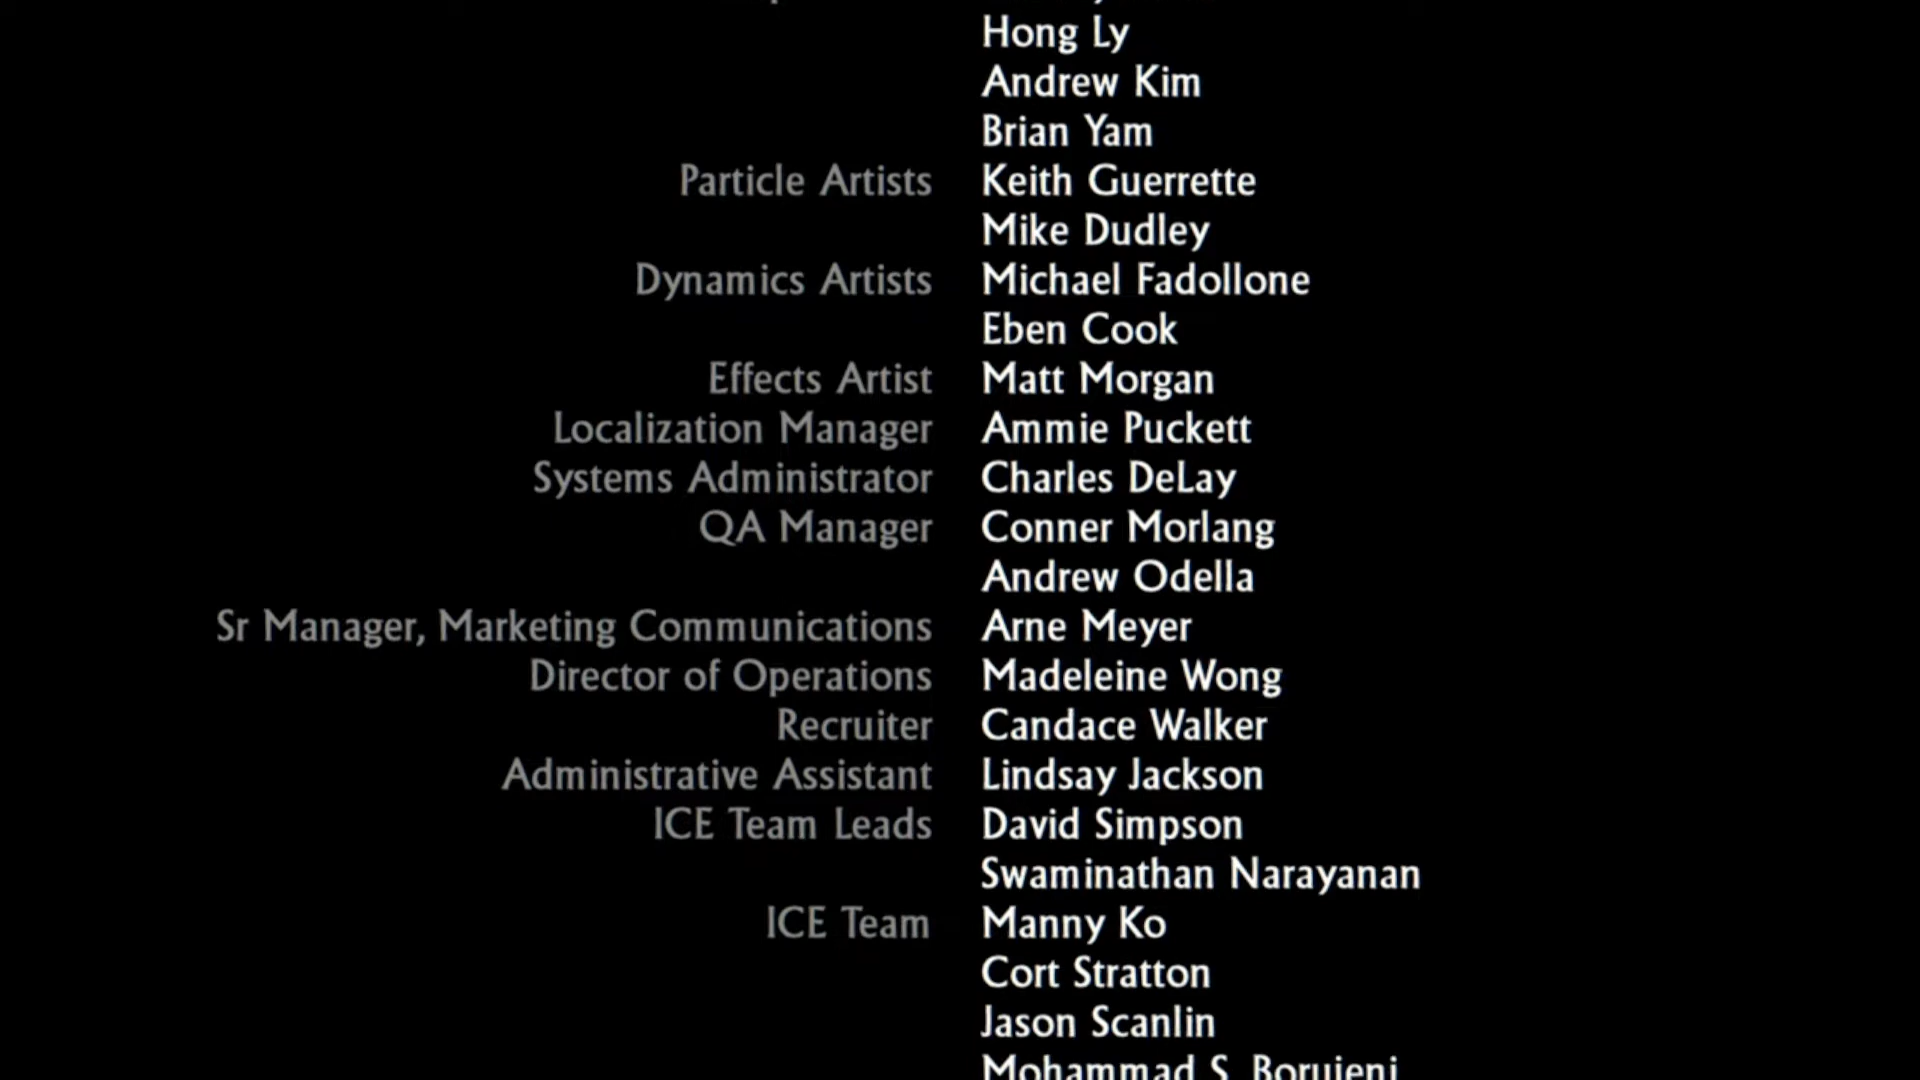 Hong Ly
Andrew Kim
Brian Yam
Particle Artists Keith Guerrette
Mike Dudley
Dynamics Artists Michael Fadollone
Eben Cook
Effects Artist Matt Morgan
Localization Manager Ammie Puckett
Systems Administrator Charles DeLay
QA Manager Conner Morlang
Andrew Odella
Sr Manager, Marketing Communications Arne Meyer
Director of Operations Madeleine Wong
Recruiter Candace Walker
Administrative Assistant Lindsay Jackson
ICE Team Leads David Simpson
Swaminathan Narayanan
ICE Team Manny Ko
Cort Stratton
Jason Scanlin
Mohammad S. Borujeni